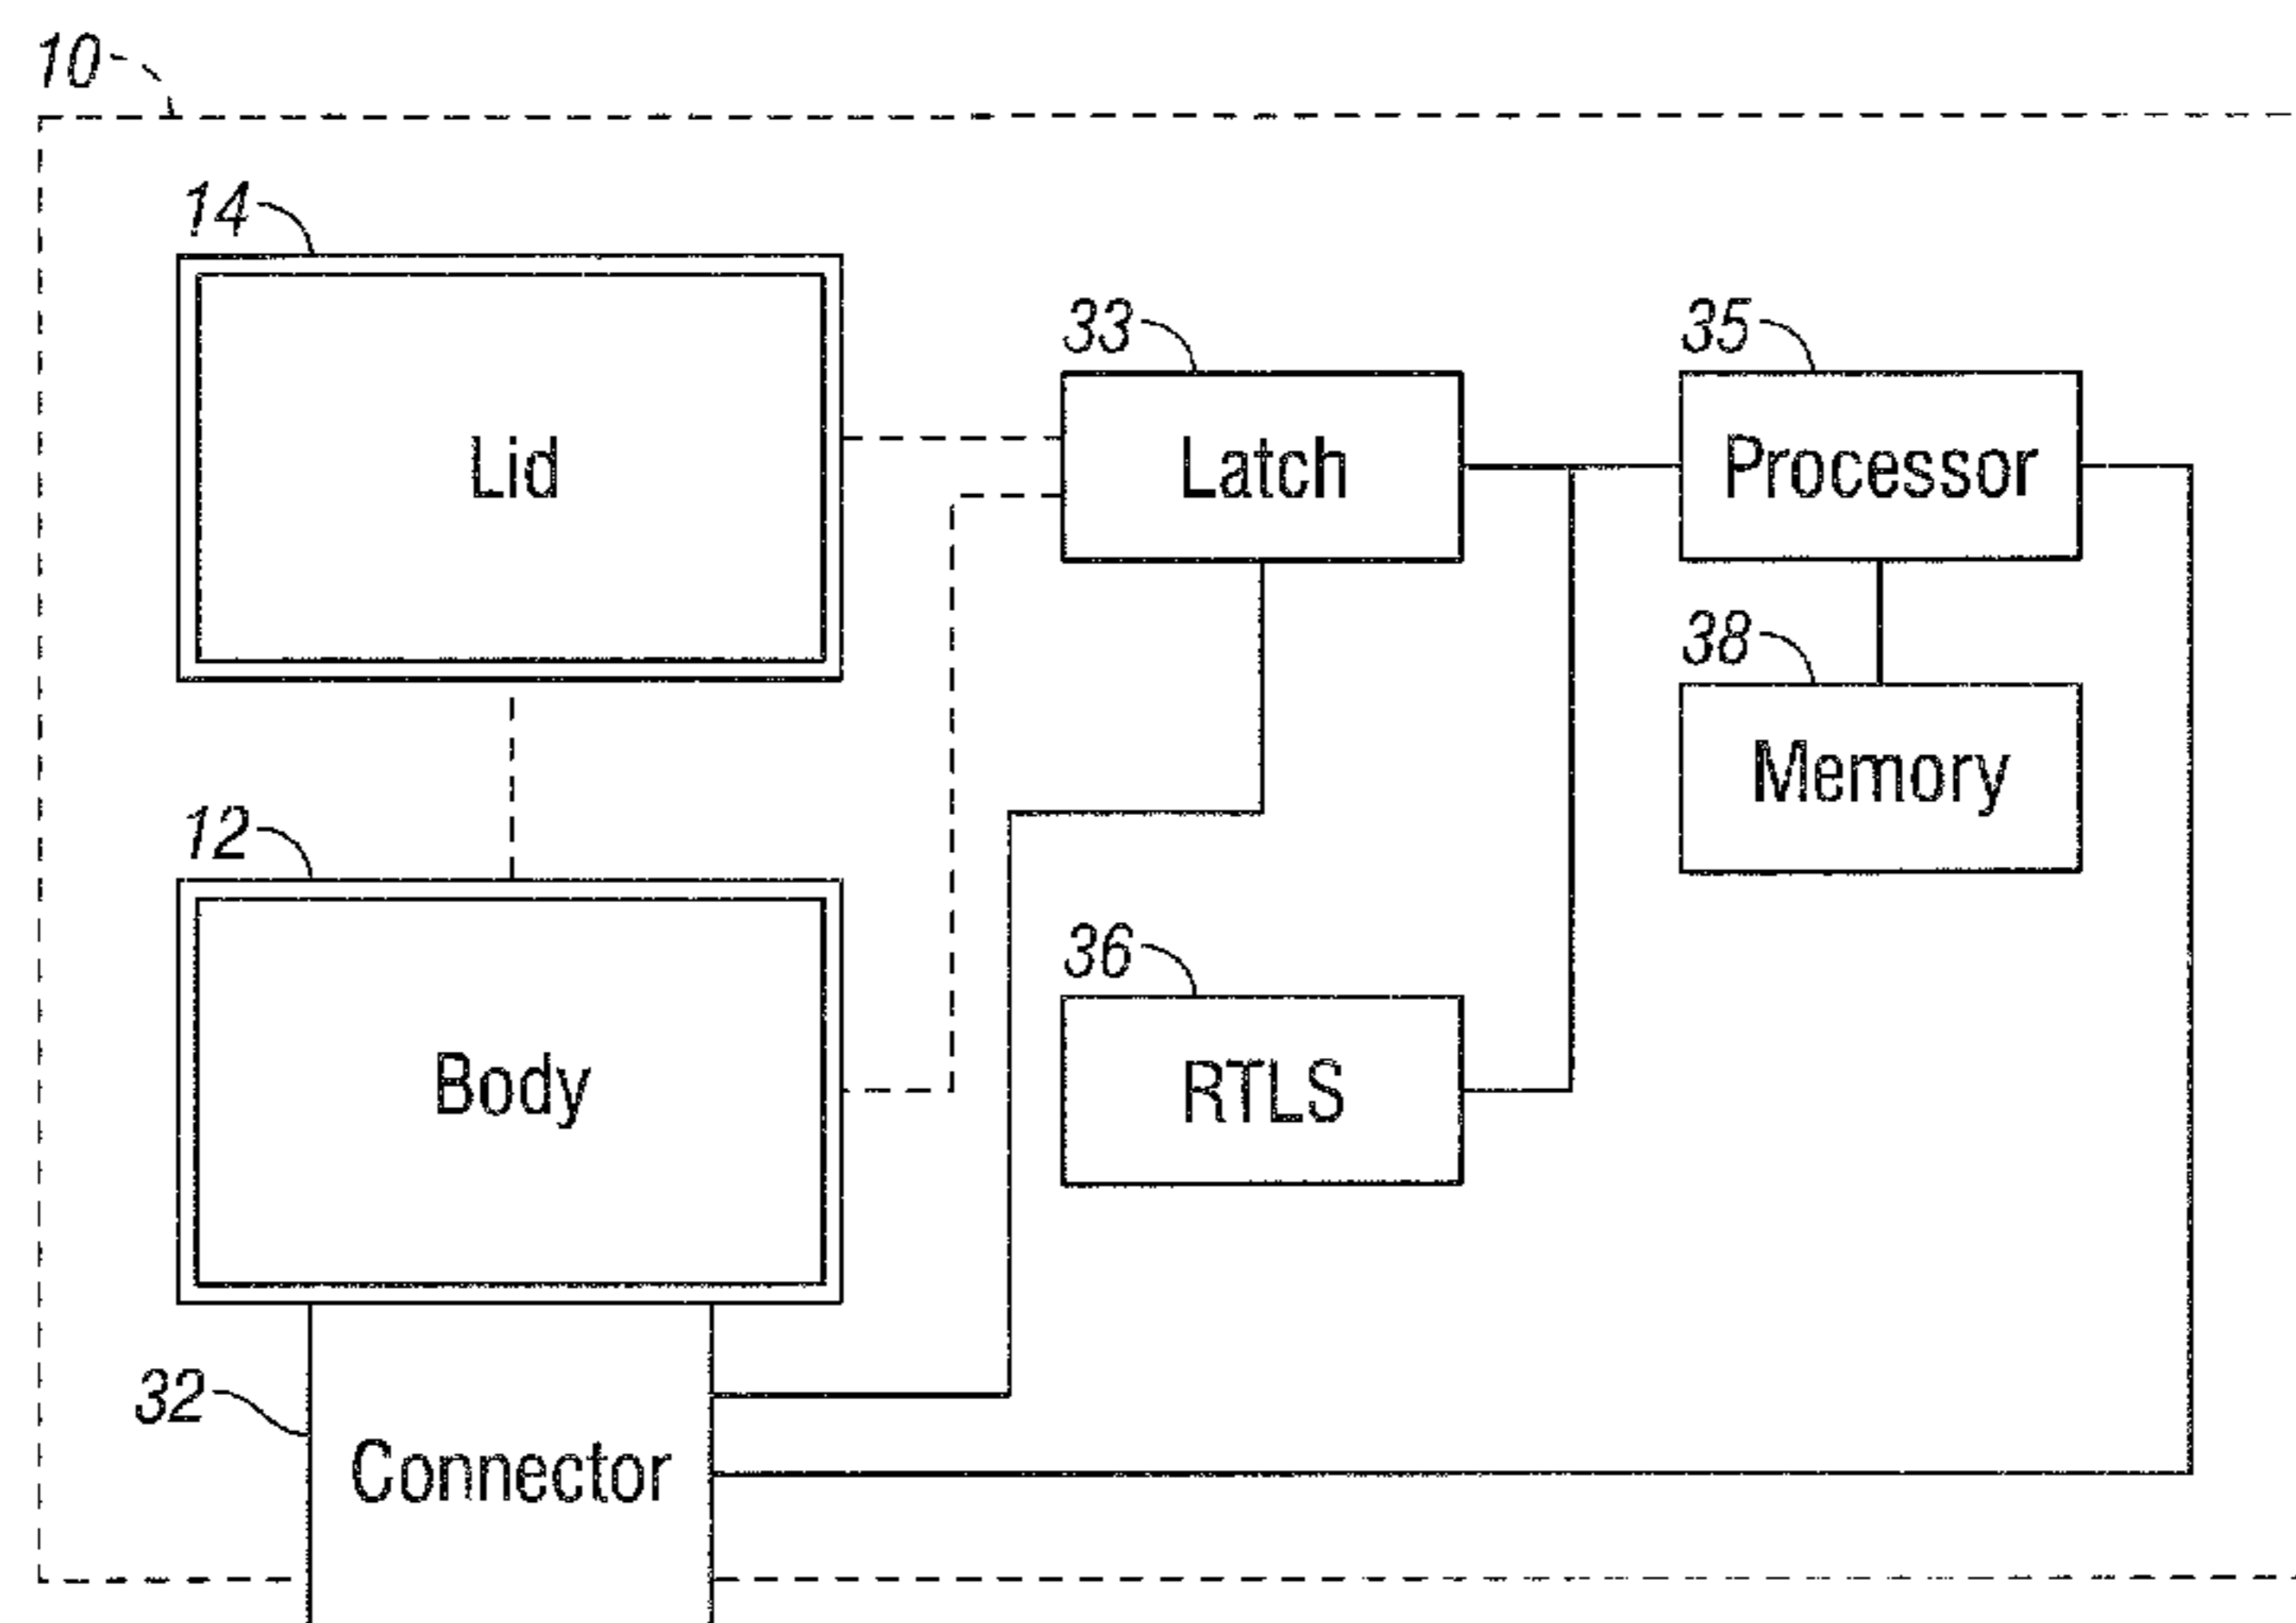 10
14
Lid
33
Latch
35
Processor
38
Memory
12
Body
36
RTLS
32
Connector